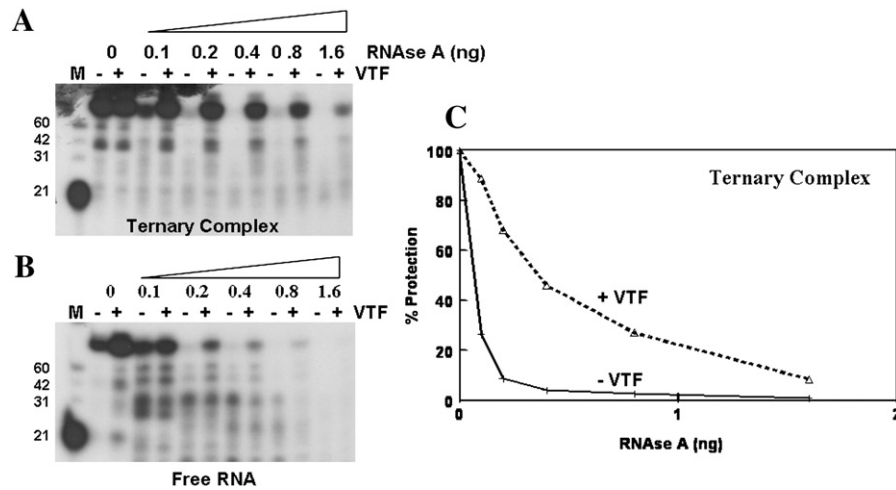 A
0 0.1 0.2 0.4 0 .8 1.6 RNAse A (ng)
M - + - + - + - + - + - + VTF
60
42
31
21
Ternary Complex
B
0 0.1 0.2 0.4 0.8 1.6
M - + - + - + - + - + - + VTF
60
42
31
21
Free RNA
C
Ternary Complex
100
80
60
40
20
0
% Protection
+ VTF
- VTF
0 1
RNAse A (ng)